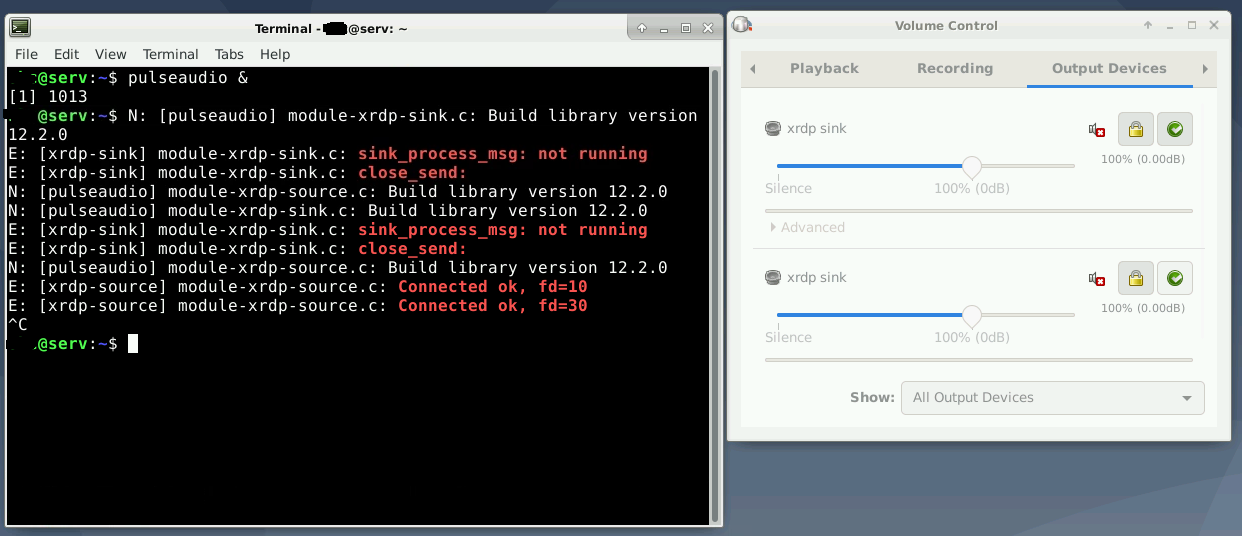 Terminal - @serv: ~
File Edit View Terminal Tabs Help
@serv:~$ pulseaudio &
[1] 1013
@serv:~$ N: [pulseaudio] module-xrdp-sink.c: Build library version
12.2.0
E: [xrdp-sink] module-xrdp-sink.c: sink_process_msg: not running
E: [xrdp-sink] module-xrdp-sink.c: close_send:
N: [pulseaudio] module-xrdp-source.c: Build library version 12.2.0
N: [pulseaudio] module-xrdp-sink.c: Build library version 12.2.0
E: [xrdp-sink] module-xrdp-sink.c: sink_process_msg: not running
E: [xrdp-sink] module-xrdp-sink.c: close_send:
N: [pulseaudio] module-xrdp-source.c: Build library version 12.2.0
E: [xrdp-source] module-xrdp-source.c: Connected ok, fd=10
E: [xrdp-source] module-xrdp-source.c: Connected ok, fd=30
^C
@serv:~$
Volume Control
Playback Recording Output Devices
xrdp sink
100% (0.00dB)
Silence 100% (0dB)
Advanced
xrdp sink
100% (0.00dB)
Silence 100% (0dB)
Show: All Output Devices